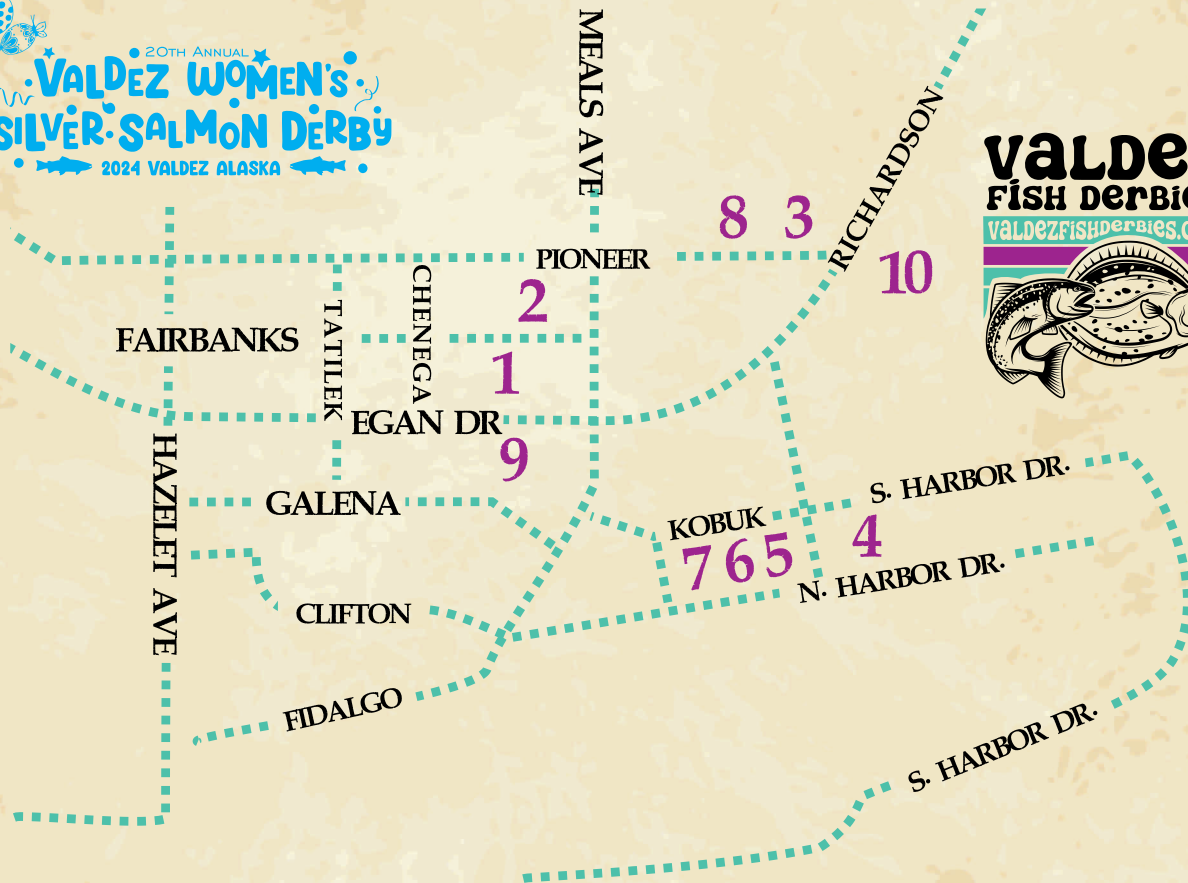 20TH ANNUAL
VALDEZ WOMEN'S
SILVER SALMON DERBY
2024 VALDEZ ALASKA
MEALS AVE
RICHARDSON
VALDE
FISH DERBIE
VALDEZFISHDERBIES.C
8 3
PIONEER
10
2
CHENEGA
TATILEK
FAIRBANKS
1
EGAN DR
9
HAZELET AVE
GALENA
S. HARBOR DR.
KOBUK
4
7 6 5
N. HARBOR DR.
CLIFTON
FIDALGO
S. HARBOR DR.